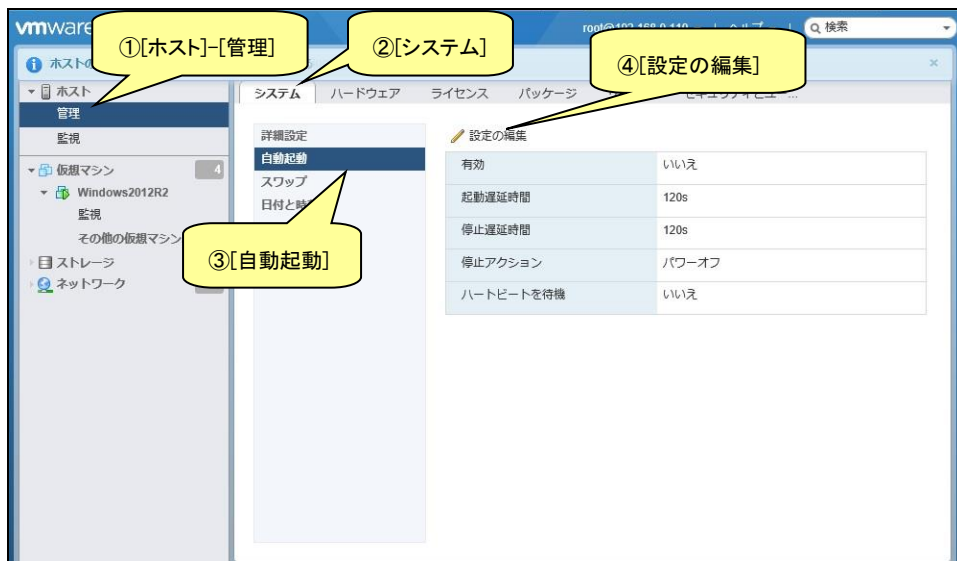 vmware
root@192.168.0.110 | ヘルプ | 検索
①[ホスト]-[管理]
②[システム]
④[設定の編集]
ホストの
ホスト
管理
監視
仮想マシン 4
Windows2012R2
監視
その他の仮想マシン
ストレージ
ネットワーク
システム ハードウェア ライセンス パッケージ
詳細設定
自動起動
スワップ
日付と時
③[自動起動]
設定の編集
有効 いいえ
起動遅延時間 120s
停止遅延時間 120s
停止アクション パワーオフ
ハートビートを待機 いいえ